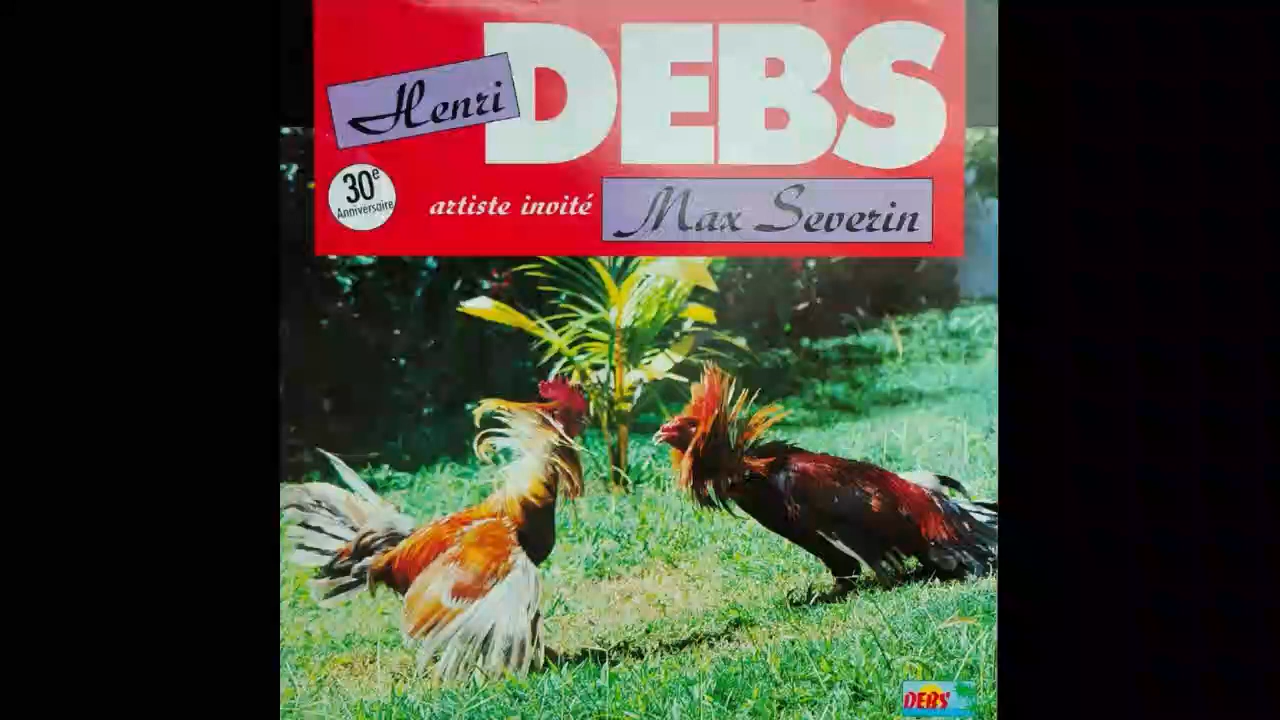 Henri
DEBS
30e
Anniversaire
artiste invité
Max Severin
DEBS